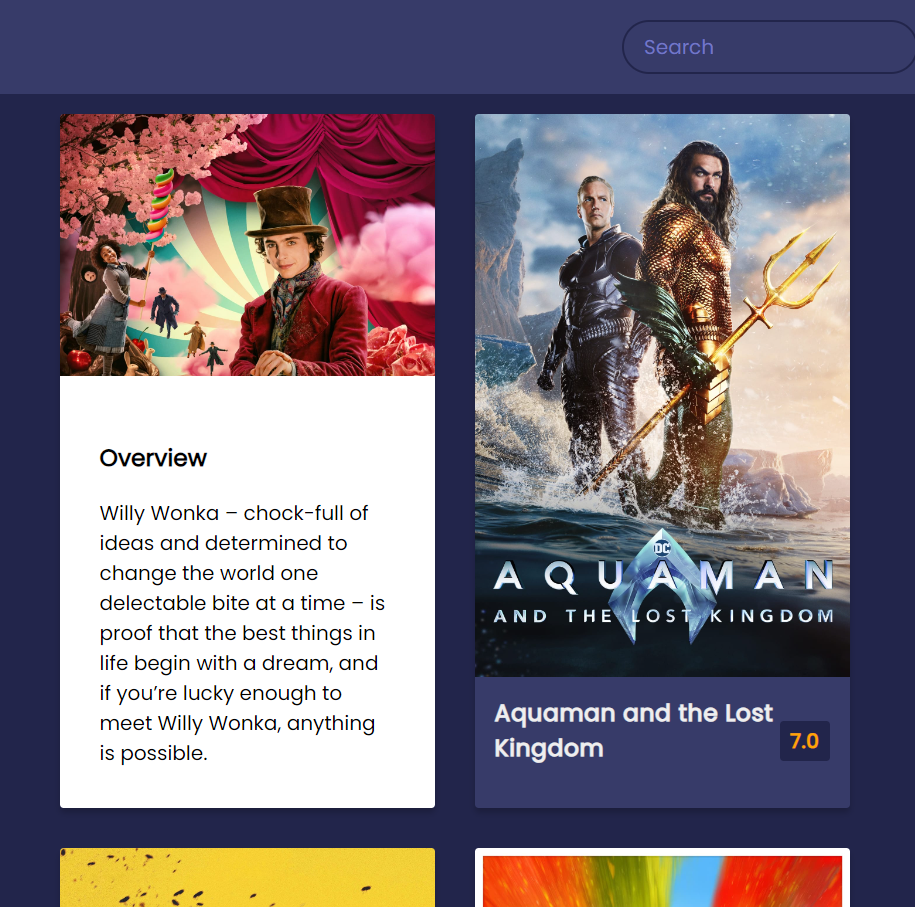 Search
Overview
Willy Wonka – chock-full of
ideas and determined to
change the world one
delectable bite at a time – is
proof that the best things in
life begin with a dream, and
if you’re lucky enough to
meet Willy Wonka, anything
is possible.
DC
AQUAMAN
AND THE LOST KINGDOM
Aquaman and the Lost
Kingdom
7.0